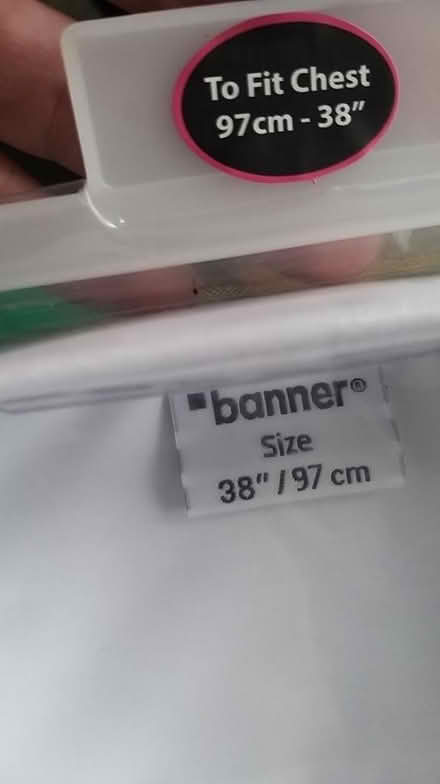 To Fit Chest
97cm - 38”
banner®
Size
38” / 97 cm